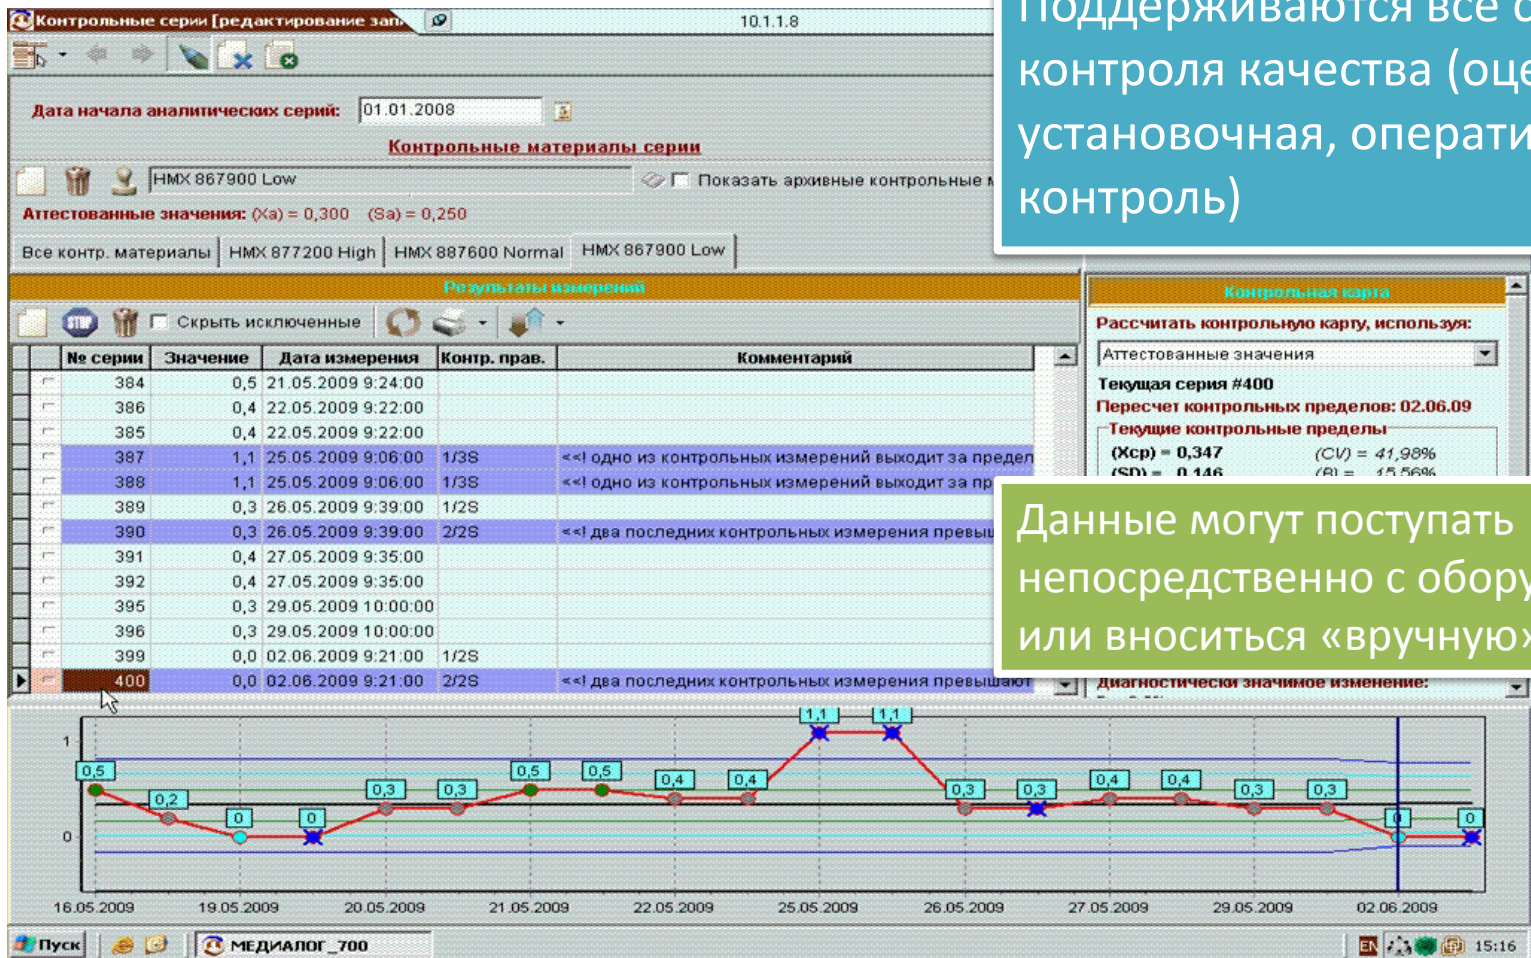 Контрольные серии [редактирование зап
10.1.1.8
Поддерживаются все с
контроля качества (оце
установочная, операти
контроль)
Дата начала аналитических серий: 01.01.2008
Контрольные материалы серии
HMX 867900 Low
Показать архивные контрольные м
Аттестованные значения: (Xa) = 0,300 (Sa) = 0,250
Все контр. материалы HMX 877200 High HMX 887600 Normal HMX 867900 Low
Результаты измерений
STOP Скрыть исключенные
№ серии Значение Дата измерения Контр. прав. Комментарий
384 0,5 21.05.2009 9:24:00
386 0,4 22.05.2009 9:22:00
385 0,4 22.05.2009 9:22:00
387 1,1 25.05.2009 9:06:00 1/3S <<! одно из контрольных измерений выходит за предел
388 1,1 25.05.2009 9:06:00 1/3S <<! одно из контрольных измерений выходит за пр
389 0,3 26.05.2009 9:39:00 1/2S
390 0,3 26.05.2009 9:39:00 2/2S <<! два последних контрольных измерения превыш
391 0,4 27.05.2009 9:35:00
392 0,4 27.05.2009 9:35:00
395 0,3 29.05.2009 10:00:00
396 0,3 29.05.2009 10:00:00
399 0,0 02.06.2009 9:21:00 1/2S
400 0,0 02.06.2009 9:21:00 2/2S <<! два последних контрольных измерения превышают
Контрольная карта
Рассчитать контрольную карту, используя:
Аттестованные значения
Текущая серия #400
Пересчет контрольных пределов: 02.06.09
Текущие контрольные пределы
(Xср) = 0,347 (CV) = 41,98%
(SD) = 0,146 (B) = 15,56%
Данные могут поступать
непосредственно с обору
или вноситься «вручную»
Диагностически значимое изменение:
1,1 1,1
1
0,5 0,2 0 0 0,3 0,3 0,5 0,5 0,4 0,4 0,3 0,3 0,4 0,4 0,3 0,3 0 0
0
16.05.2009 19.05.2009 20.05.2009 21.05.2009 22.05.2009 25.05.2009 26.05.2009 27.05.2009 29.05.2009 02.06.2009
Пуск МЕДИАЛОГ_700 EN 15:16